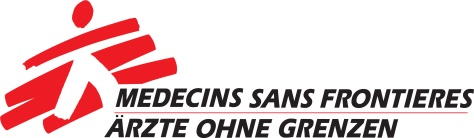 MEDECINS SANS FRONTIERES
ÄRZTE OHNE GRENZEN